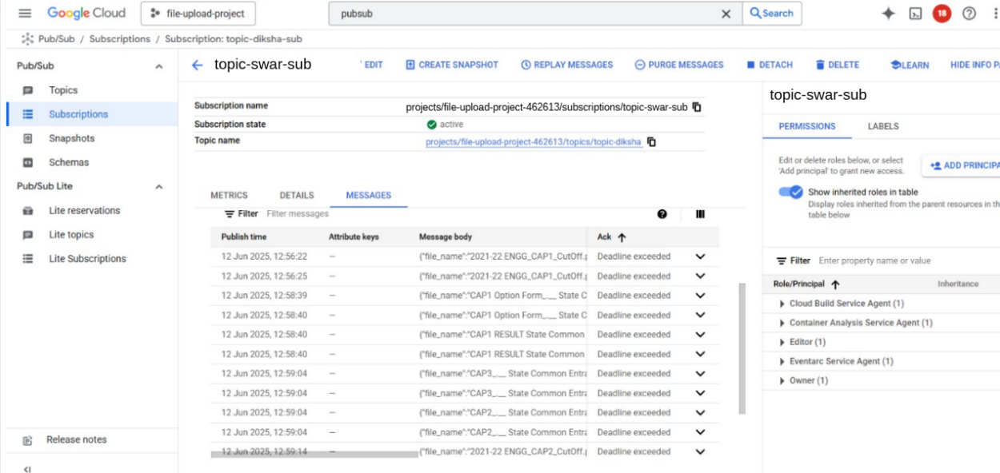 Google Cloud
file-upload-project
pubsub
Search
18
Pub/Sub / Subscriptions / Subscription: topic-diksha-sub
Pub/Sub
Topics
Subscriptions
Snapshots
Schemas
Pub/Sub Lite
Lite reservations
Lite topics
Lite Subscriptions
Release notes
topic-swar-sub
EDIT
CREATE SNAPSHOT
REPLAY MESSAGES
PURGE MESSAGES
DETACH
DELETE
LEARN
HIDE INFO PA
Subscription name projects/file-upload-project-462613/subscriptions/topic-swar-sub
Subscription state active
Topic name projects/file-upload-project-462613/topics/topic-diksha
METRICS DETAILS MESSAGES
Filter Filter messages
Publish time Attribute keys Message body Ack
12 Jun 2025, 12:56:22 — {"file_name":"2021-22 ENGG_CAP1_CutOff.p Deadline exceeded
12 Jun 2025, 12:56:25 — {"file_name":"2021-22 ENGG_CAP1_CutOff.p Deadline exceeded
12 Jun 2025, 12:58:39 — {"file_name":"CAP1 Option Form_.__ State C Deadline exceeded
12 Jun 2025, 12:58:40 — {"file_name":"CAP1 Option Form_.__ State C Deadline exceeded
12 Jun 2025, 12:58:40 — {"file_name":"CAP1 RESULT State Common Deadline exceeded
12 Jun 2025, 12:58:40 — {"file_name":"CAP1 RESULT State Common Deadline exceeded
12 Jun 2025, 12:59:04 — {"file_name":"CAP3_.__ State Common Entra Deadline exceeded
12 Jun 2025, 12:59:04 — {"file_name":"CAP3_.__ State Common Entra Deadline exceeded
12 Jun 2025, 12:59:04 — {"file_name":"CAP2_.__ State Common Entra Deadline exceeded
12 Jun 2025, 12:59:04 — {"file_name":"CAP2_.__ State Common Entra Deadline exceeded
12 Jun 2025, 12:59:14 — {"file_name":"2021-22 ENGG_CAP2_CutOff.p Deadline exceeded
topic-swar-sub
PERMISSIONS LABELS
Edit or delete roles below, or select
'Add principal' to grant new access.
ADD PRINCIPA
Show inherited roles in table
Display roles inherited from the parent resources in th
table below
Filter Enter property name or value
Role/Principal Inheritance
Cloud Build Service Agent (1)
Container Analysis Service Agent (1)
Editor (1)
Eventarc Service Agent (1)
Owner (1)